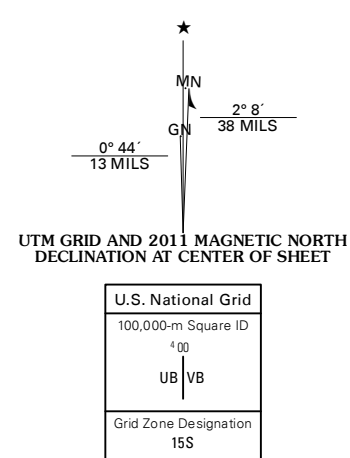 ★
MN
2° 8´
38 MILS
GN
0° 44´
13 MILS
UTM GRID AND 2011 MAGNETIC NORTH
DECLINATION AT CENTER OF SHEET
U.S. National Grid
100,000-m Square ID
4 00
UB VB
Grid Zone Designation
15S